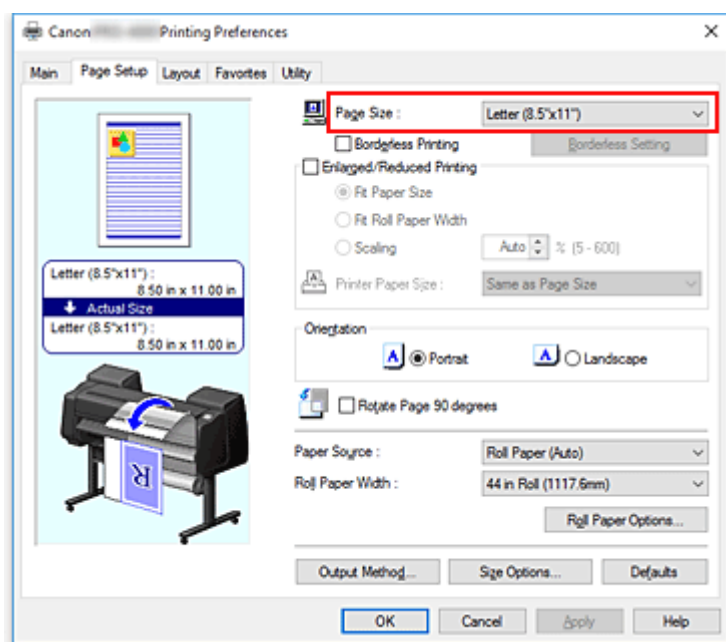 Canon Printing Preferences
Main Page Setup Layout Favorites Utility
Page Size : Letter (8.5"x11")
Borderless Printing Borderless Setting
Enlarged/Reduced Printing
Fit Paper Size
Fit Roll Paper Width
Scaling Auto % (5 - 600)
Printer Paper Size : Same as Page Size
Letter (8.5"x11") :
8.50 in x 11.00 in
Actual Size
Letter (8.5"x11") :
8.50 in x 11.00 in
Orientation
A Portrait A Landscape
Rotate Page 90 degrees
R
Paper Source : Roll Paper (Auto)
Roll Paper Width : 44 in Roll (1117.6mm)
Roll Paper Options...
Output Method... Size Options... Defaults
OK Cancel Apply Help